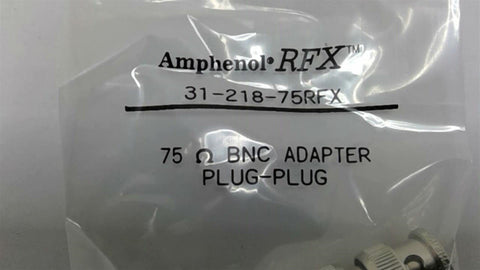 Amphenol® RFX™
31-218-75RFX
75 Ω BNC ADAPTER
PLUG-PLUG